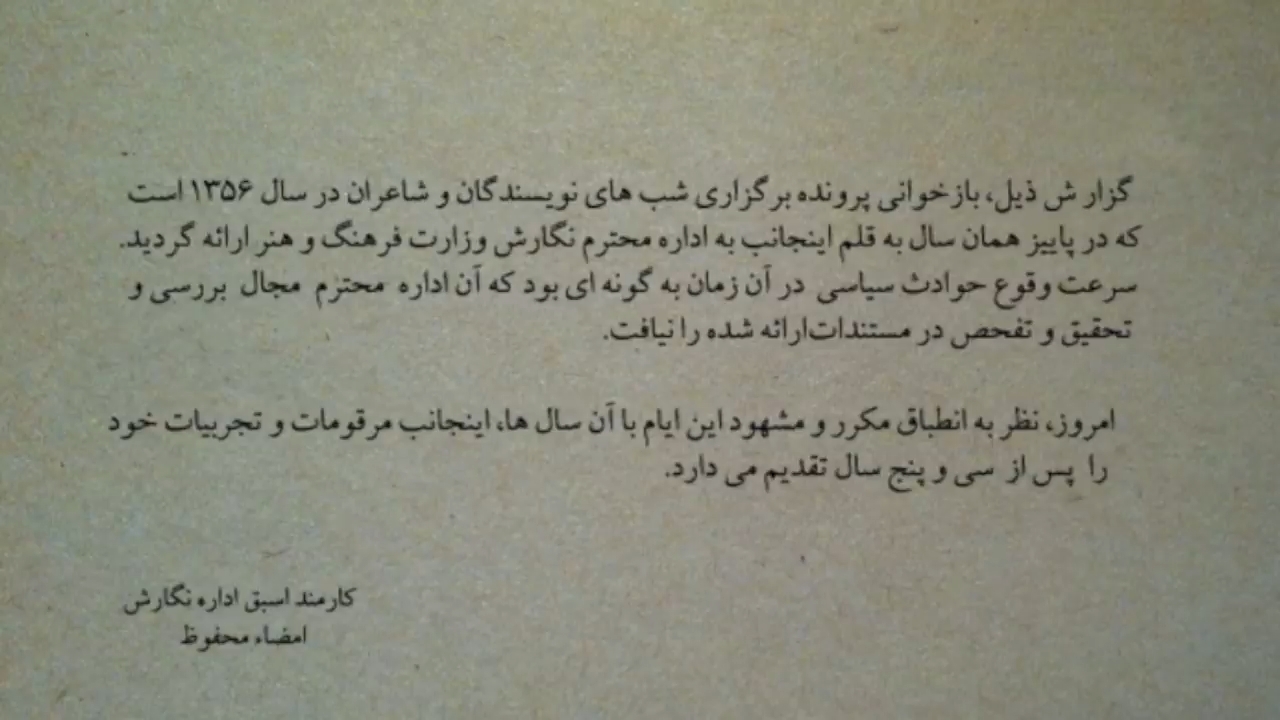 گزار ش ذیل، بازخوانی پرونده برگزاری شب های نویسندگان و شاعران در سال ۱۳۵۶ است
که در پاییز همان سال به قلم اینجانب به اداره محترم نگارش وزارت فرهنگ و هنر ارائه گردید.
سرعت وقوع حوادث سیاسی در آن زمان به گونه ای بود که آن اداره محترم مجال بررسی و
تحقیق و تفحص در مستندات ارائه شده را نیافت.
امروز، نظر به انطباق مکرر و مشهود این ایام با آن سال ها، اینجانب مرقومات و تجربیات خود
را پس از سی و پنج سال تقدیم می دارد.
کارمند اسبق اداره نگارش
امضاء محفوظ